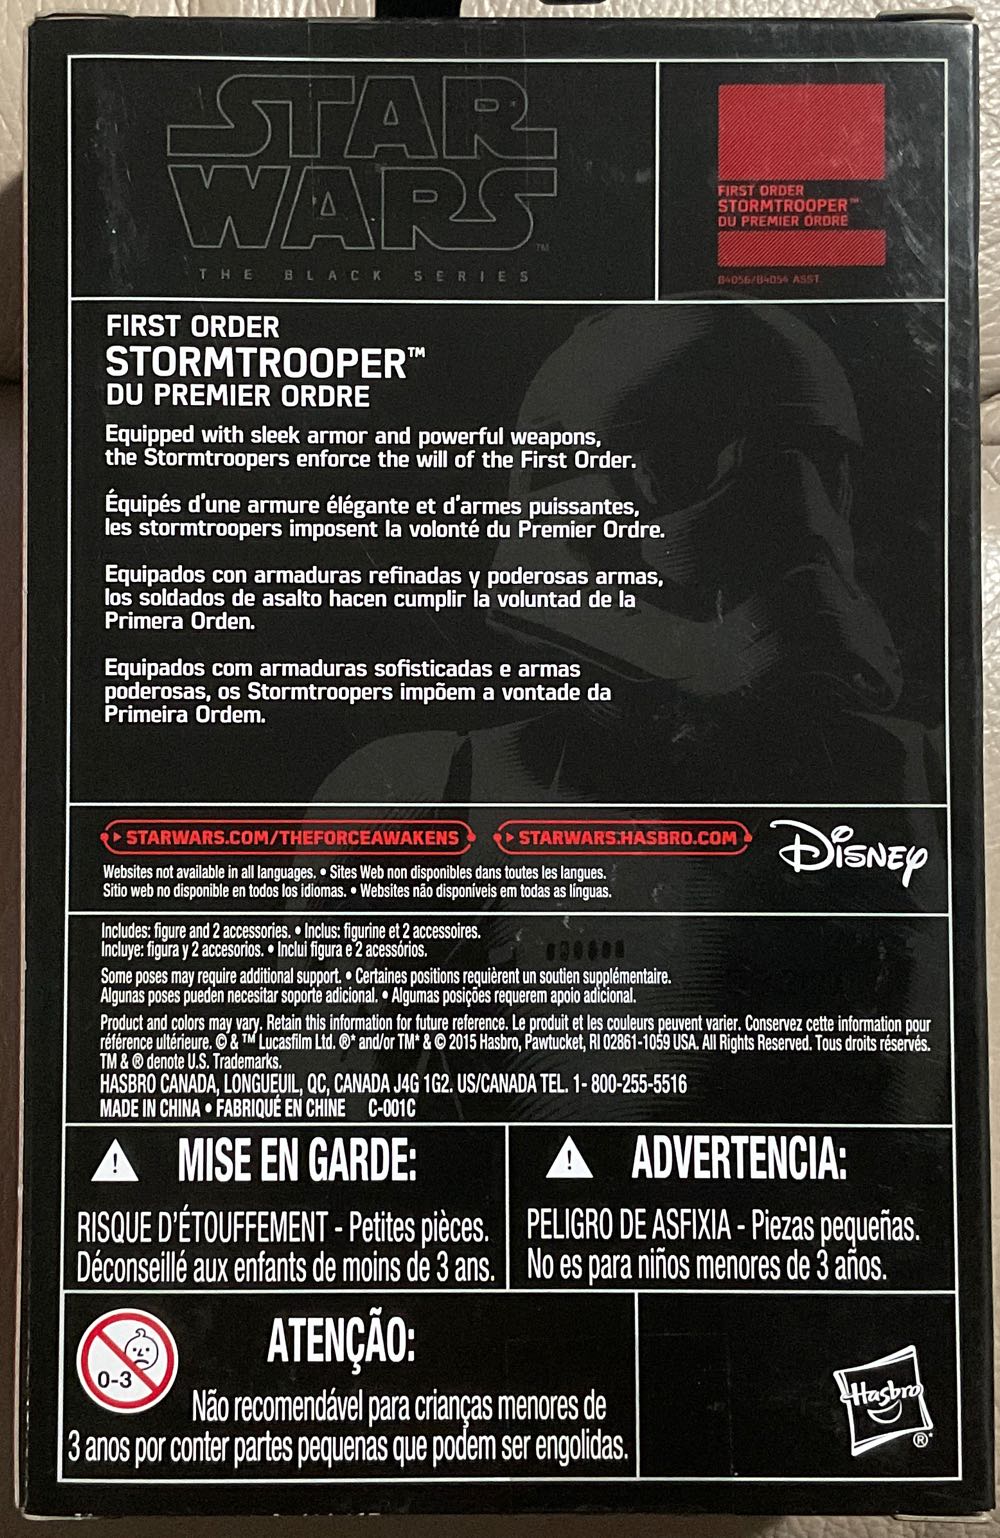 STAR
WARS™
THE BLACK SERIES
FIRST ORDER
STORMTROOPER™
DU PREMIER ORDRE
B4056/B4054 ASST.
FIRST ORDER
STORMTROOPER™
DU PREMIER ORDRE
Equipped with sleek armor and powerful weapons,
the Stormtroopers enforce the will of the First Order.
Équipés d'une armure élégante et d'armes puissantes,
les stormtroopers imposent la volonté du Premier Ordre.
Equipados con armaduras refinadas y poderosas armas,
los soldados de asalto hacen cumplir la voluntad de la
Primera Orden.
Equipados com armaduras sofisticadas e armas
poderosas, os Stormtroopers impõem a vontade da
Primeira Ordem.
STARWARS.COM/THEFORCEAWAKENS STARWARS.HASBRO.COM Disney
Websites not available in all languages. • Sites Web non disponibles dans toutes les langues.
Sitio web no disponible en todos los idiomas. • Websites não disponíveis em todas as línguas.
Includes: figure and 2 accessories. • Inclus: figurine et 2 accessoires.
Incluye: figura y 2 accesorios. • Inclui figura e 2 acessórios.
Some poses may require additional support. • Certaines positions requièrent un soutien supplémentaire.
Algunas poses pueden necesitar soporte adicional. • Algumas posições requerem apoio adicional.
Product and colors may vary. Retain this information for future reference. Le produit et les couleurs peuvent varier. Conservez cette information pour
référence ultérieure. © & ™ Lucasfilm Ltd. ®* and/or TM* & © 2015 Hasbro, Pawtucket, RI 02861-1059 USA. All Rights Reserved. Tous droits réservés.
TM & ® denote U.S. Trademarks.
HASBRO CANADA, LONGUEUIL, QC, CANADA J4G 1G2. US/CANADA TEL. 1- 800-255-5516
MADE IN CHINA • FABRIQUÉ EN CHINE C-001C
! MISE EN GARDE:
RISQUE D'ÉTOUFFEMENT - Petites pièces.
Déconseillé aux enfants de moins de 3 ans.
! ADVERTENCIA:
PELIGRO DE ASFIXIA - Piezas pequeñas.
No es para niños menores de 3 años.
0-3
ATENÇÃO:
Não recomendável para crianças menores de
3 anos por conter partes pequenas que podem ser engolidas.
Hasbro
®*